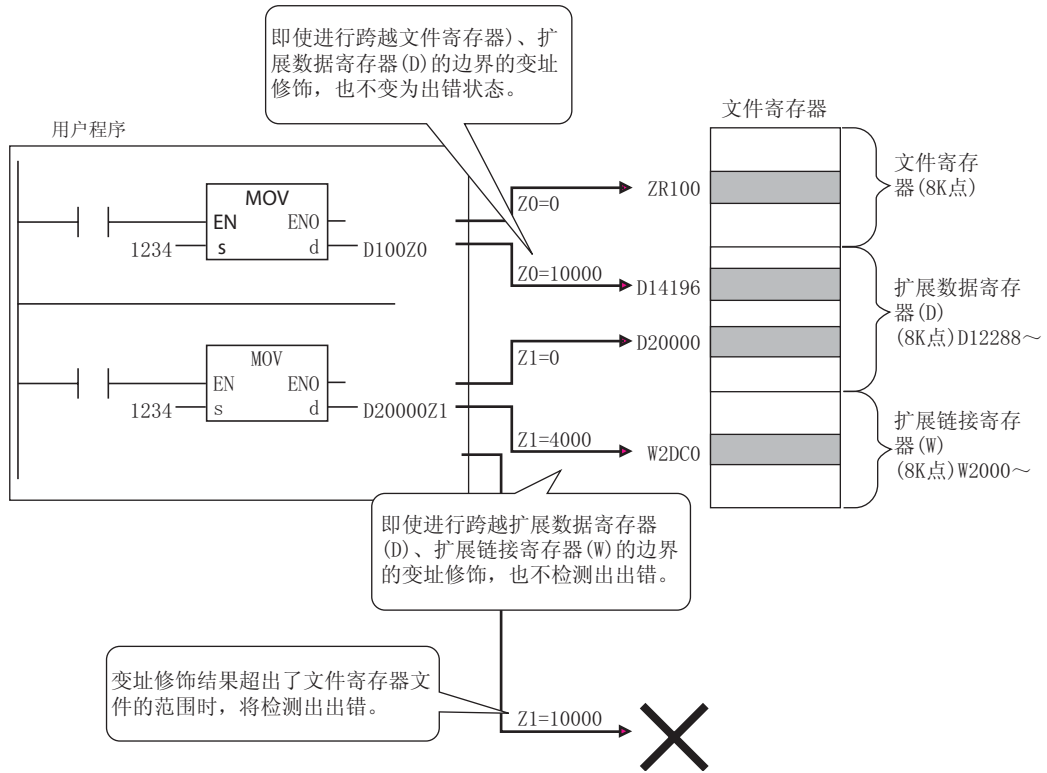 即使进行跨越文件寄存器)、扩
展数据寄存器(D)的边界的变址
修饰，也不变为出错状态。
用户程序
文件寄存器
MOV
EN ENO
1234 s d D100Z0
Z0=0
ZR100
文件寄存
器(8K点)
Z0=10000
D14196
扩展数据寄存
器(D)
(8K点)D12288～
MOV
EN ENO
1234 s d D20000Z1
Z1=0
D20000
Z1=4000
W2DC0
扩展链接寄存
器(W)
(8K点)W2000～
即使进行跨越扩展数据寄存器
(D)、扩展链接寄存器(W)的边界
的变址修饰，也不检测出出错。
变址修饰结果超出了文件寄存器文
件的范围时，将检测出出错。
Z1=10000